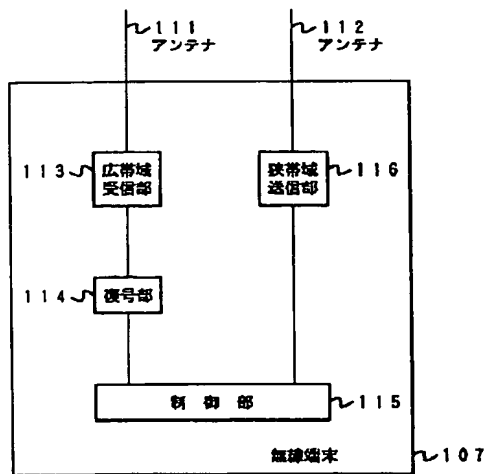 111
アンテナ
112
アンテナ
113
広帯域
受信部
狭帯域
送信部
116
114
復号部
制御部
115
無線端末
107